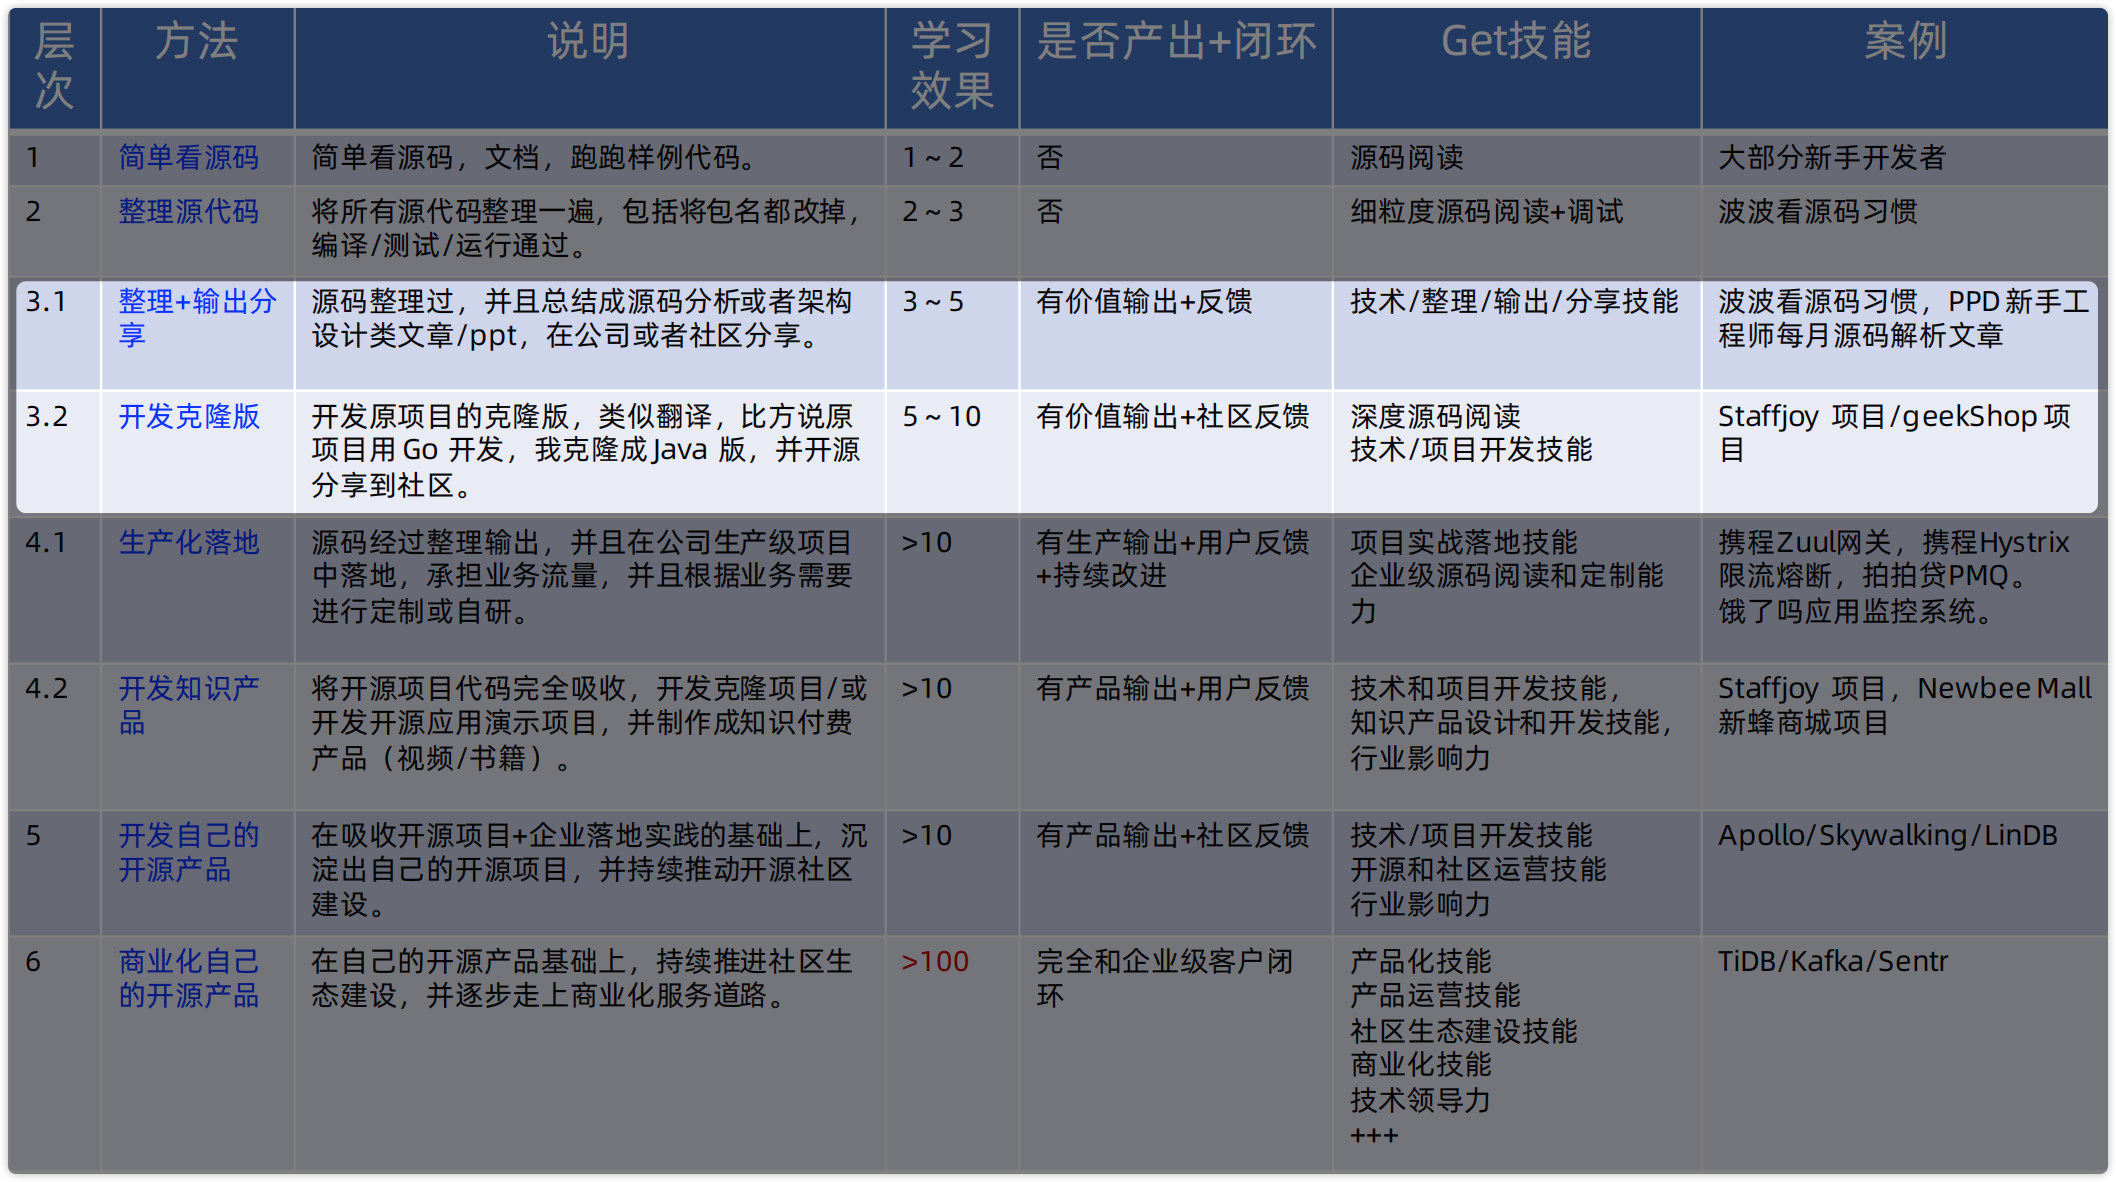 层次 方法 说明 学习效果 是否产出+闭环 Get技能 案例
1 简单看源码 简单看源码，文档，跑跑样例代码。 1~2 否 源码阅读 大部分新手开发者
2 整理源代码 将所有源代码整理一遍，包括将包名都改掉， 2~3 否 细粒度源码阅读+调试 波波看源码习惯
编译/测试/运行通过。
3.1 整理+输出分 源码整理过，并且总结成源码分析或者架构 3~5 有价值输出+反馈 技术/整理/输出/分享技能 波波看源码习惯，PPD新手工
享 设计类文章/ppt，在公司或者社区分享。 程师每月源码解析文章
3.2 开发克隆版 开发原项目的克隆版，类似翻译，比方说原 5~10 有价值输出+社区反馈 深度源码阅读 Staffjoy 项目/geekShop项
项目用Go 开发，我克隆成Java 版，并开源 技术/项目开发技能 目
分享到社区。
4.1 生产化落地 源码经过整理输出，并且在公司生产级项目 >10 有生产输出+用户反馈 项目实战落地技能 携程Zuul网关，携程Hystrix
中落地，承担业务流量，并且根据业务需要 +持续改进 企业级源码阅读和定制能 限流熔断，拍拍贷PMQ。
进行定制或自研。 力 饿了吗应用监控系统。
4.2 开发知识产 将开源项目代码完全吸收，开发克隆项目/或 >10 有产品输出+用户反馈 技术和项目开发技能， Staffjoy 项目，Newbee Mall
品 开发开源应用演示项目，并制作成知识付费 知识产品设计和开发技能， 新蜂商城项目
产品（视频/书籍）。 行业影响力
5 开发自己的 在吸收开源项目+企业落地实践的基础上，沉 >10 有产品输出+社区反馈 技术/项目开发技能 Apollo/Skywalking/LinDB
开源产品 淀出自己的开源项目，并持续推动开源社区 开源和社区运营技能
建设。 行业影响力
6 商业化自己 在自己的开源产品基础上，持续推进社区生 >100 完全和企业级客户闭 产品化技能 TiDB/Kafka/Sentr
的开源产品 态建设，并逐步走上商业化服务道路。 环 产品运营技能
社区生态建设技能
商业化技能
技术领导力
+++